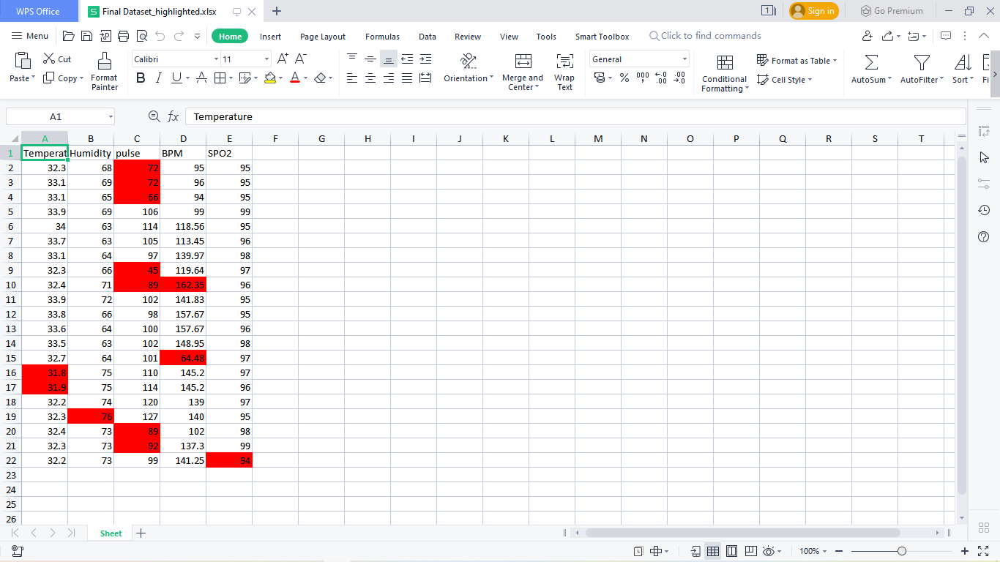 WPS Office Final Dataset_highlighted.xlsx 1 Sign in Go Premium
Menu Home Insert Page Layout Formulas Data Review View Tools Smart Toolbox Click to find commands
Paste Cut Copy Format Painter Calibri 11 A+ A- B I U A A Orientation Merge and Center Wrap Text General % Conditional Formatting Format as Table Cell Style AutoSum AutoFilter Sort Fi
A1 fx Temperature
A B C D E F G H I J K L M N O P Q R S T
1 Temperat Humidity pulse BPM SPO2
2 32.3 68 72 95 95
3 33.1 69 72 96 95
4 33.1 65 66 94 95
5 33.9 69 106 99 99
6 34 63 114 118.56 95
7 33.7 63 105 113.45 96
8 33.1 64 97 139.97 98
9 32.3 66 45 119.64 97
10 32.4 71 89 162.35 96
11 33.9 72 102 141.83 95
12 33.8 66 98 157.67 95
13 33.6 64 100 157.67 96
14 33.5 63 102 148.95 98
15 32.7 64 101 64.48 97
16 31.8 75 110 145.2 97
17 31.9 75 114 145.2 96
18 32.2 74 120 139 97
19 32.3 76 127 140 95
20 32.4 73 89 102 98
21 32.3 73 92 137.3 99
22 32.2 73 99 141.25 94
23
24
25
26
Sheet
100%